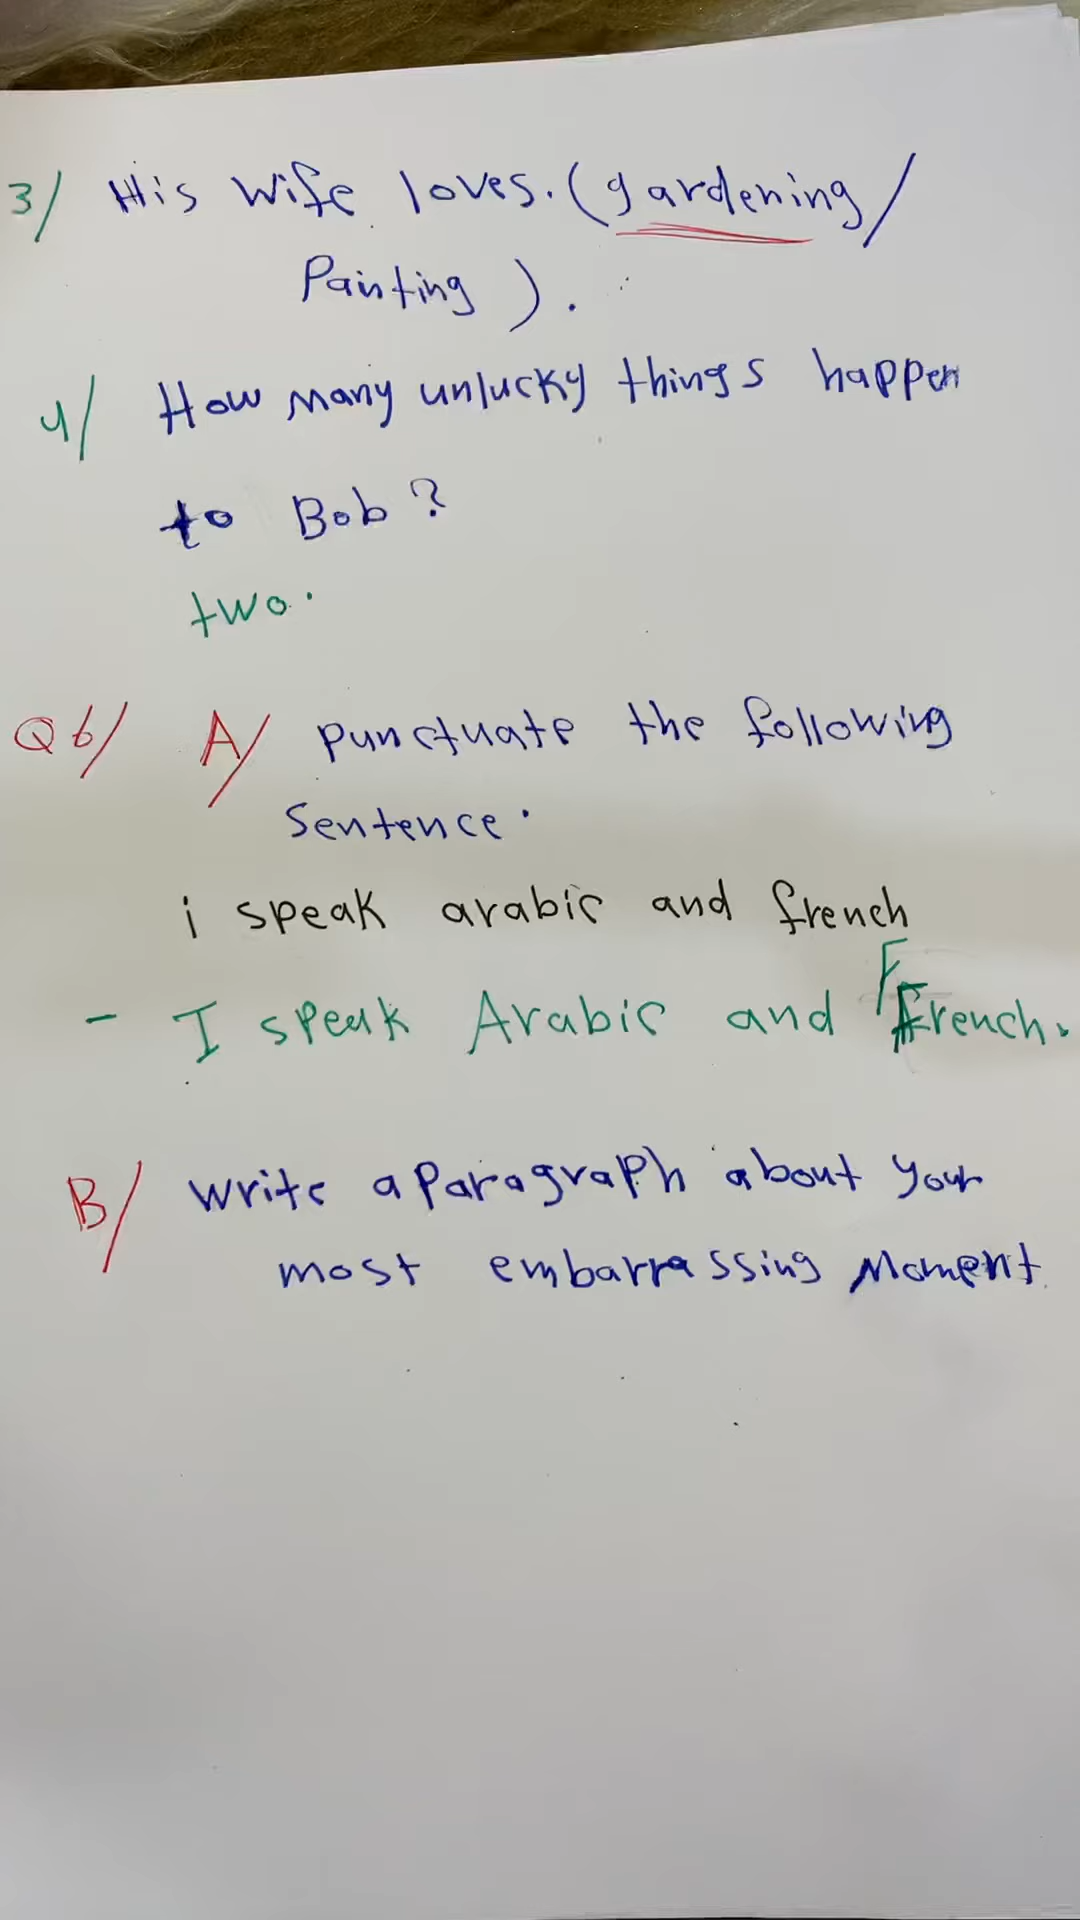 3/ His wife loves. (gardening/
Painting).
4/ How many unlucky things happen
to Bob?
two.
Q6/ A/ Punctuate the following
Sentence.
i speak arabic and french
- I speak Arabic and French.
B/ Write a Paragraph about your
most embarrassing Moment